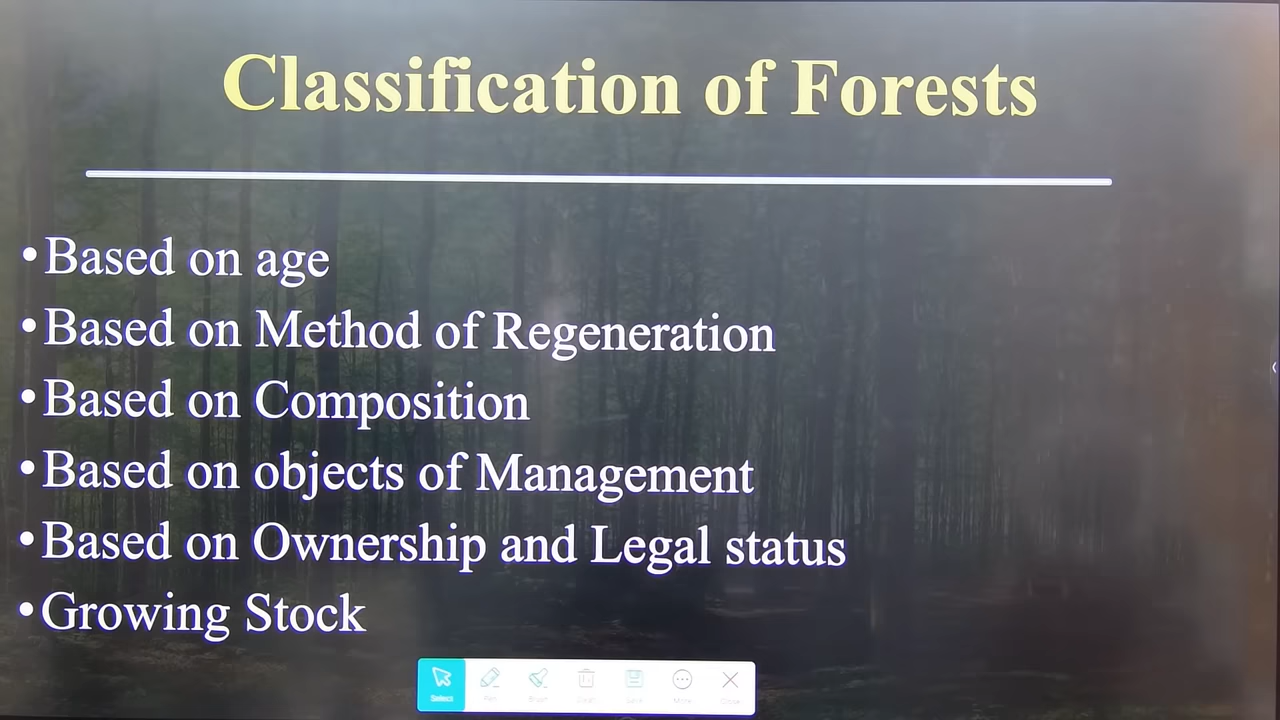 Classification of Forests
•Based on age
•Based on Method of Regeneration
•Based on Composition
•Based on objects of Management
•Based on Ownership and Legal status
•Growing Stock
Select